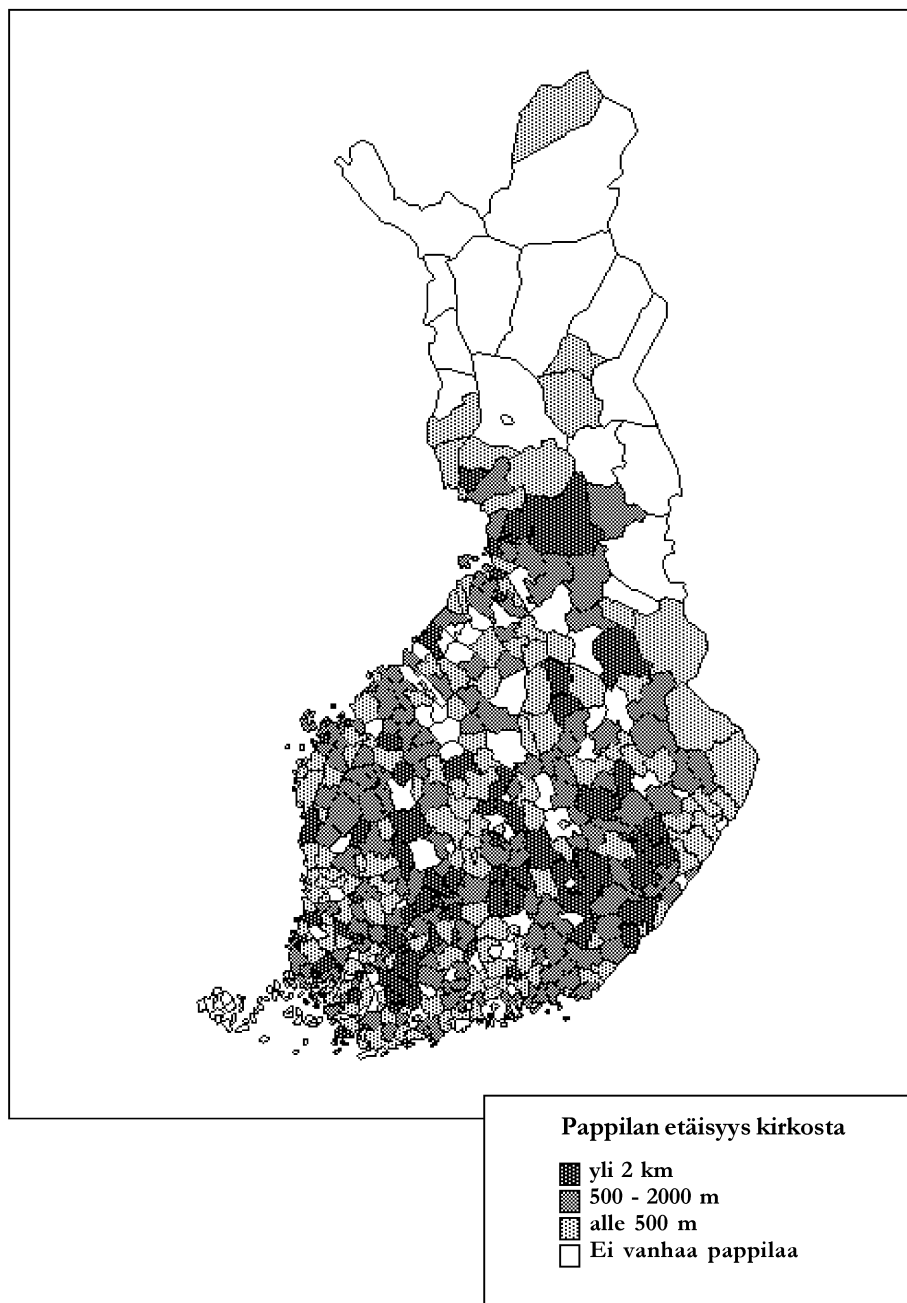 Pappilan etäisyys kirkosta
yli 2 km
500 - 2000 m
alle 500 m
Ei vanhaa pappilaa